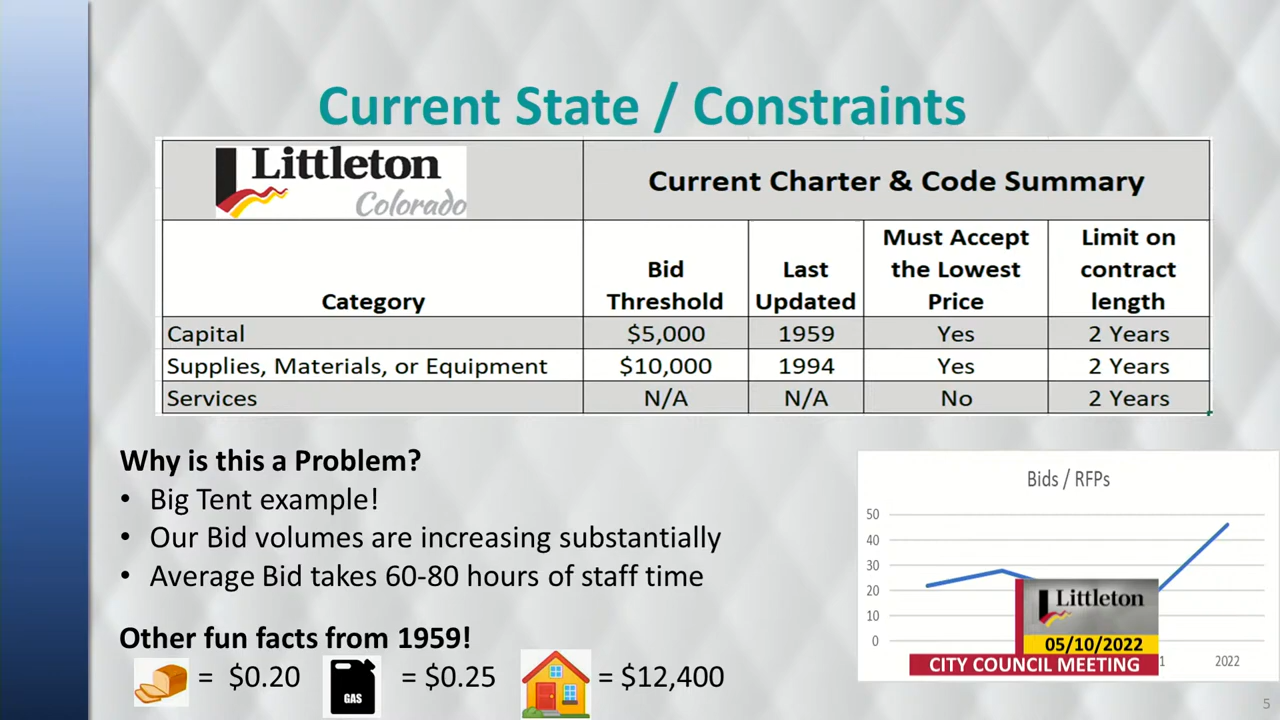 Current State / Constraints
Littleton
Colorado
Current Charter & Code Summary
Category
Bid Threshold
Last Updated
Must Accept the Lowest Price
Limit on contract length
Capital $5,000 1959 Yes 2 Years
Supplies, Materials, or Equipment $10,000 1994 Yes 2 Years
Services N/A N/A No 2 Years
Why is this a Problem?
• Big Tent example!
• Our Bid volumes are increasing substantially
• Average Bid takes 60-80 hours of staff time
Other fun facts from 1959!
= $0.20
GAS
= $0.25
= $12,400
Bids / RFPs
50
40
30
20
10
0
2022
Littleton
05/10/2022
CITY COUNCIL MEETING
5